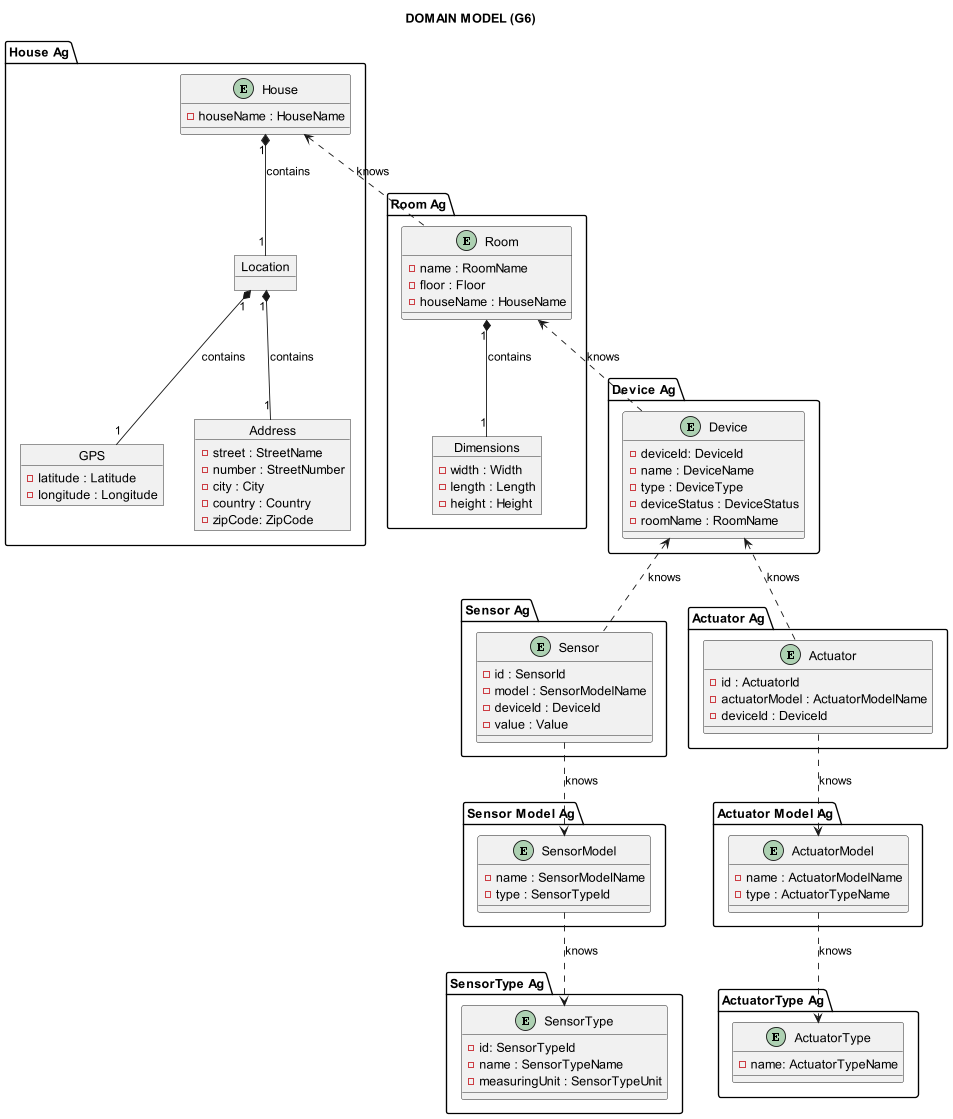 DOMAIN MODEL (G6)
House Ag
E House
houseName : HouseName
1
contains
1
Location
1
1
contains
contains
1
1
GPS
latitude : Latitude
longitude : Longitude
Address
street : StreetName
number : StreetNumber
city : City
country : Country
zipCode: ZipCode
knows
Room Ag
E Room
name : RoomName
floor : Floor
houseName : HouseName
1
contains
1
Dimensions
width : Width
length : Length
height : Height
knows
Device Ag
E Device
deviceId: DeviceId
name : DeviceName
type : DeviceType
deviceStatus : DeviceStatus
roomName : RoomName
knows
knows
Sensor Ag
E Sensor
id : SensorId
model : SensorModelName
deviceId : DeviceId
value : Value
Actuator Ag
E Actuator
id : ActuatorId
actuatorModel : ActuatorModelName
deviceId : DeviceId
knows
knows
Sensor Model Ag
E SensorModel
name : SensorModelName
type : SensorTypeId
Actuator Model Ag
E ActuatorModel
name : ActuatorModelName
type : ActuatorTypeName
knows
knows
SensorType Ag
E SensorType
id: SensorTypeId
name : SensorTypeName
measuringUnit : SensorTypeUnit
ActuatorType Ag
E ActuatorType
name: ActuatorTypeName